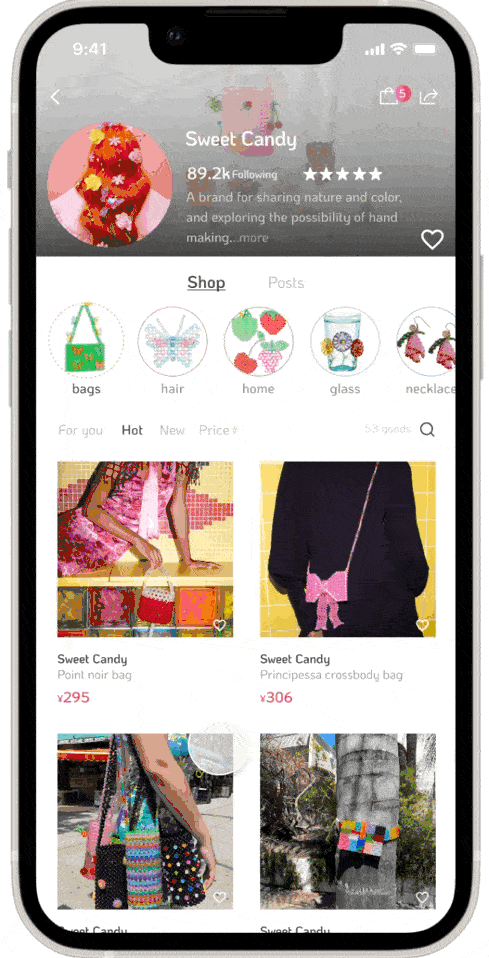 9:41
5
Sweet Candy
89.2k Following
A brand for sharing nature and color,
and exploring the possibility of hand
making...more
Shop Posts
bags hair home glass necklace
For you Hot New Price
53 goods
Sweet Candy Sweet Candy
Point noir bag Principessa crossbody bag
¥295 ¥306
Sweet Candy Sweet Candy